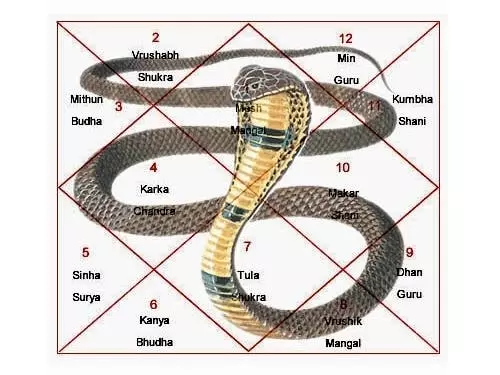 2
Vrushabh
Shukra
12
Min
Guru
Mithun
3
Budha
Mesh
Mangal
11
Kumbha
Shani
4
Karka
Chandra
10
Makar
Shani
5
Sinha
Surya
7
Tula
Shukra
9
Dhan
Guru
6
Kanya
Bhudha
8
Vrushik
Mangal